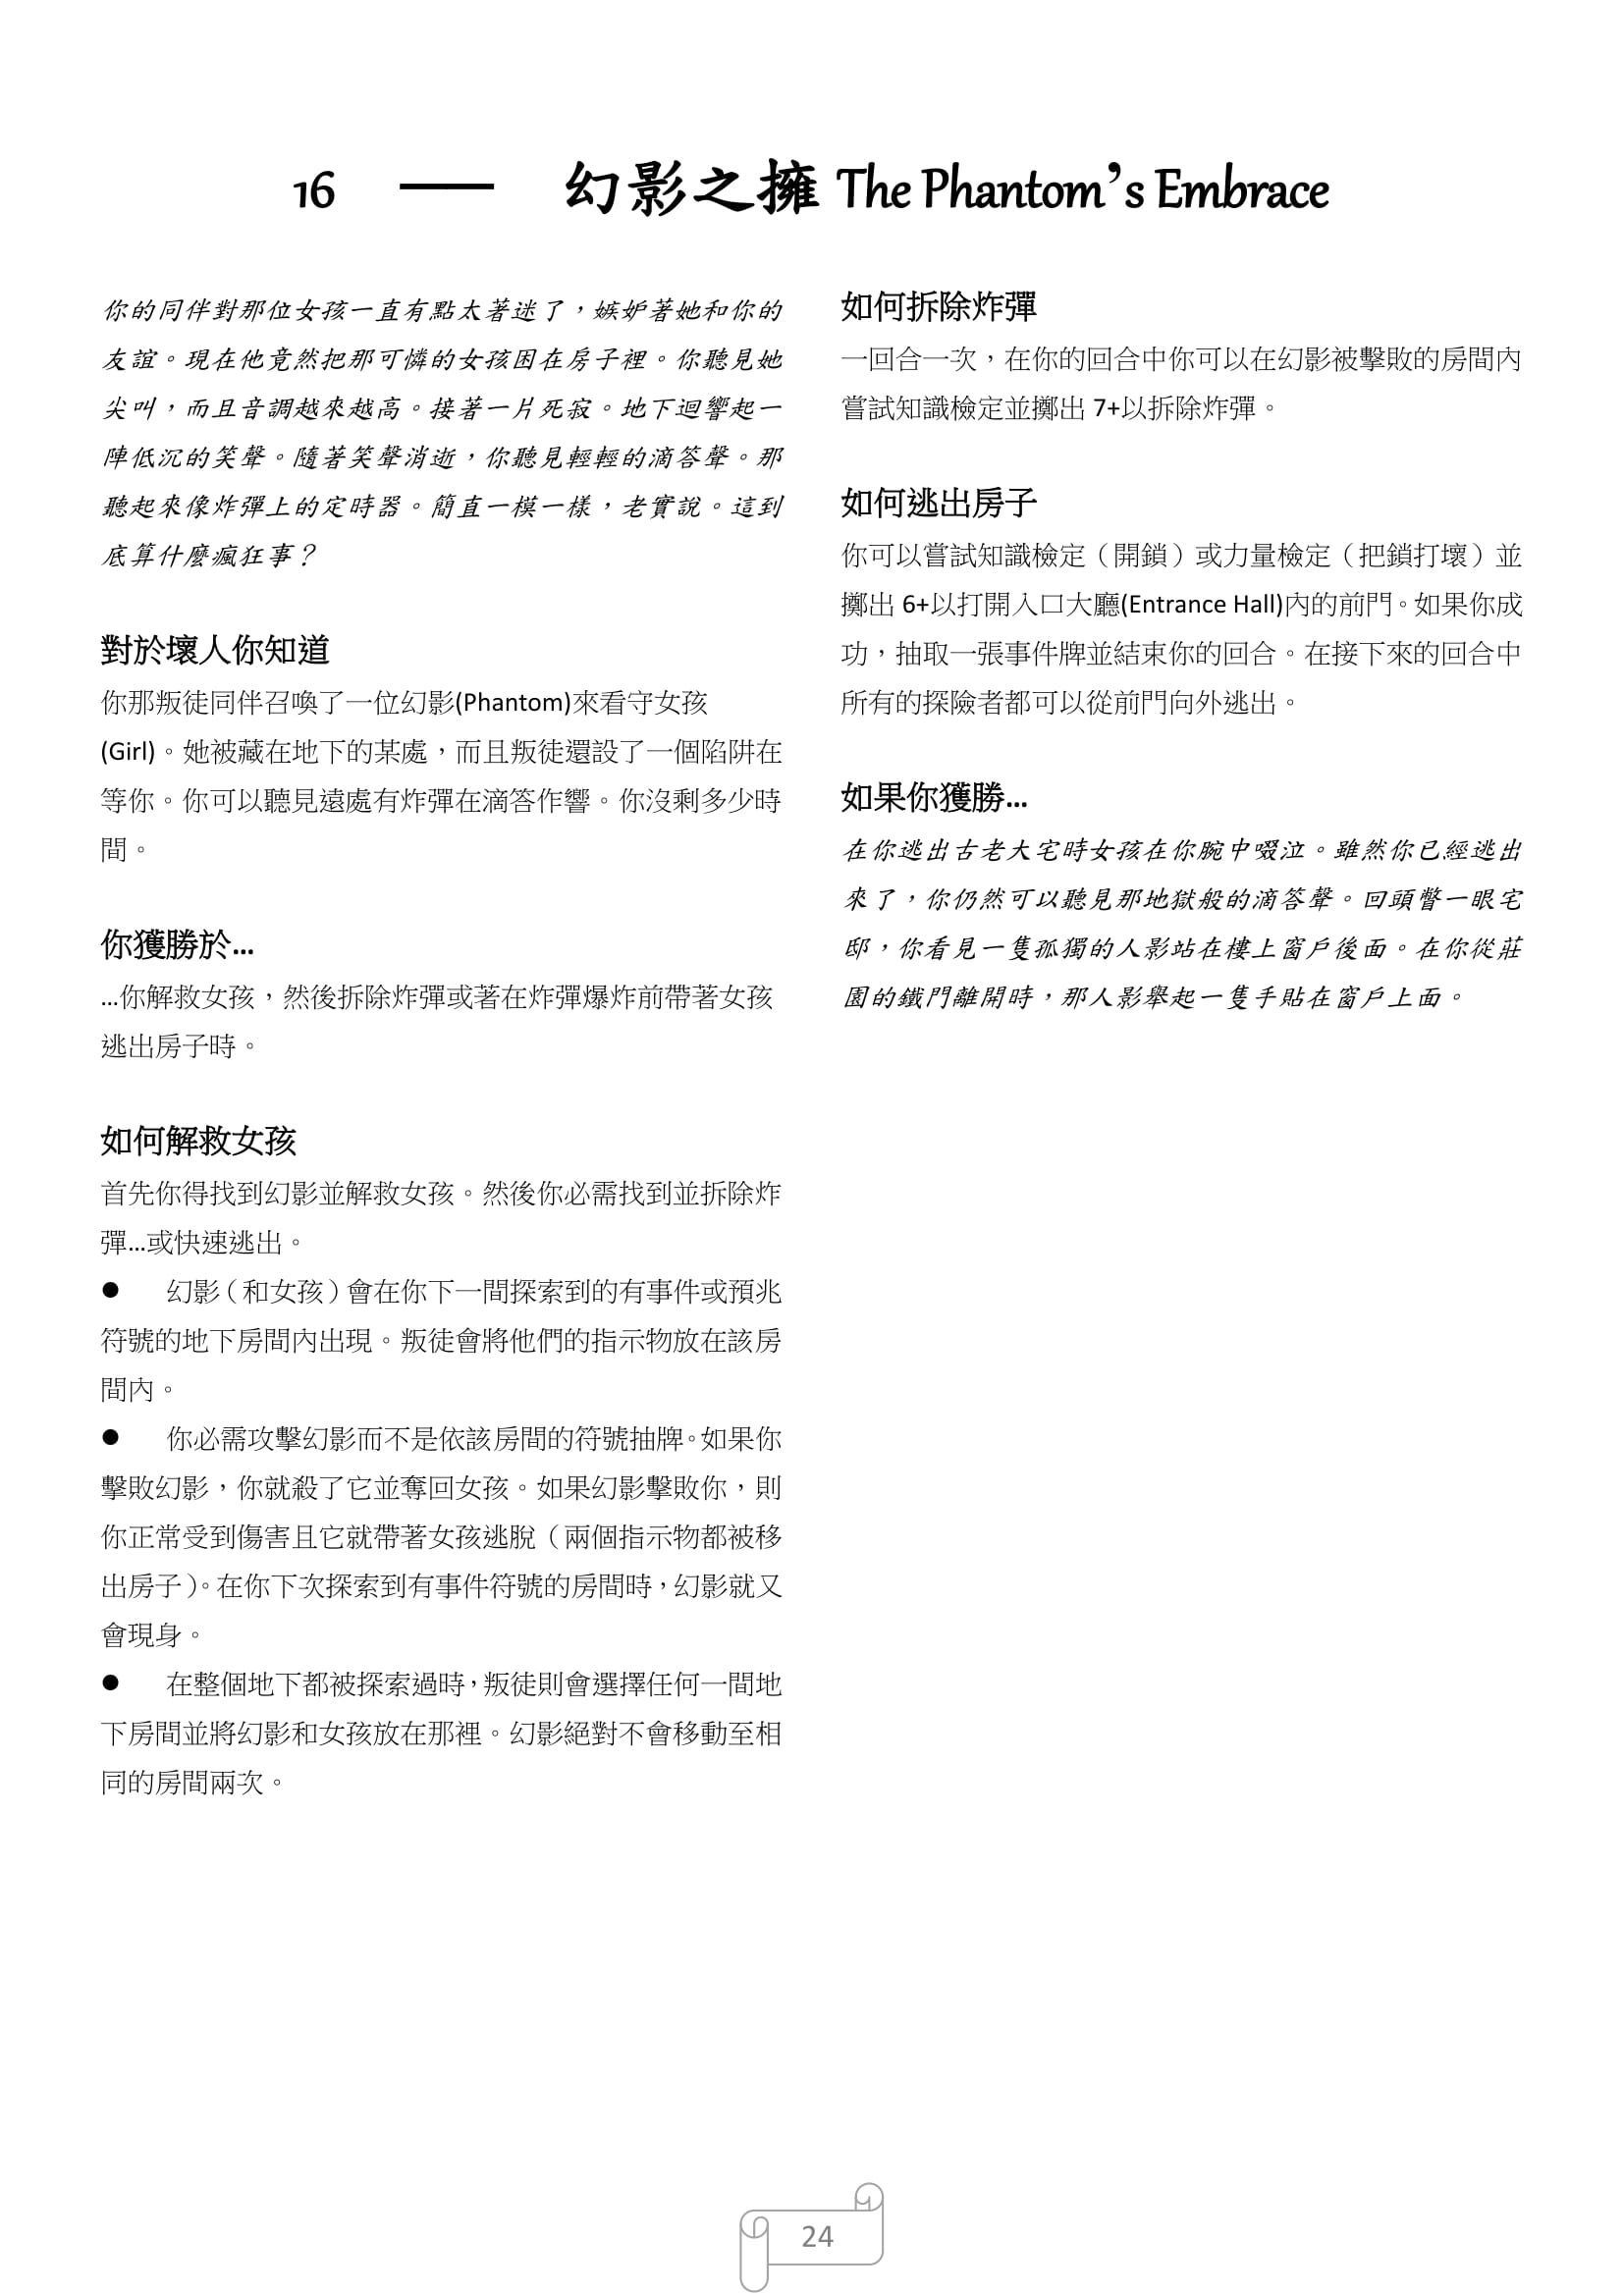 16 — 幻影之擁 The Phantom’s Embrace
你的同伴對那位女孩一直有點太著迷了，嫉妒著她和你的
友誼。現在他竟然把那可憐的女孩困在房子裡。你聽見她
尖叫，而且音調越來越高。接著一片死寂。地下迴響起一
陣低沉的笑聲。隨著笑聲消逝，你聽見輕輕的滴答聲。那
聽起來像炸彈上的定時器。簡直一模一樣，老實說。這到
底算什麼瘋狂事？
對於壞人你知道
你那叛徒同伴召喚了一位幻影(Phantom)來看守女孩
(Girl)。她被藏在地下的某處，而且叛徒還設了一個陷阱在
等你。你可以聽見遠處有炸彈在滴答作響。你沒剩多少時
間。
你獲勝於…
…你解救女孩，然後拆除炸彈或著在炸彈爆炸前帶著女孩
逃出房子時。
如何解救女孩
首先你得找到幻影並解救女孩。然後你必需找到並拆除炸
彈…或快速逃出。
● 幻影（和女孩）會在你下一間探索到的有事件或預兆
符號的地下房間內出現。叛徒會將他們的指示物放在該房
間內。
● 你必需攻擊幻影而不是依該房間的符號抽牌。如果你
擊敗幻影，你就殺了它並奪回女孩。如果幻影擊敗你，則
你正常受到傷害且它就帶著女孩逃脫（兩個指示物都被移
出房子）。在你下次探索到有事件符號的房間時，幻影就又
會現身。
● 在整個地下都被探索過時，叛徒則會選擇任何一間地
下房間並將幻影和女孩放在那裡。幻影絕對不會移動至相
同的房間兩次。
如何拆除炸彈
一回合一次，在你的回合中你可以在幻影被擊敗的房間內
嘗試知識檢定並擲出 7+以拆除炸彈。
如何逃出房子
你可以嘗試知識檢定（開鎖）或力量檢定（把鎖打壞）並
擲出 6+以打開入口大廳(Entrance Hall)內的前門。如果你成
功，抽取一張事件牌並結束你的回合。在接下來的回合中
所有的探險者都可以從前門向外逃出。
如果你獲勝…
在你逃出古老大宅時女孩在你腕中啜泣。雖然你已經逃出
來了，你仍然可以聽見那地獄般的滴答聲。回頭瞥一眼宅
邸，你看見一隻孤獨的人影站在樓上窗戶後面。在你從莊
園的鐵門離開時，那人影舉起一隻手貼在窗戶上面。
24